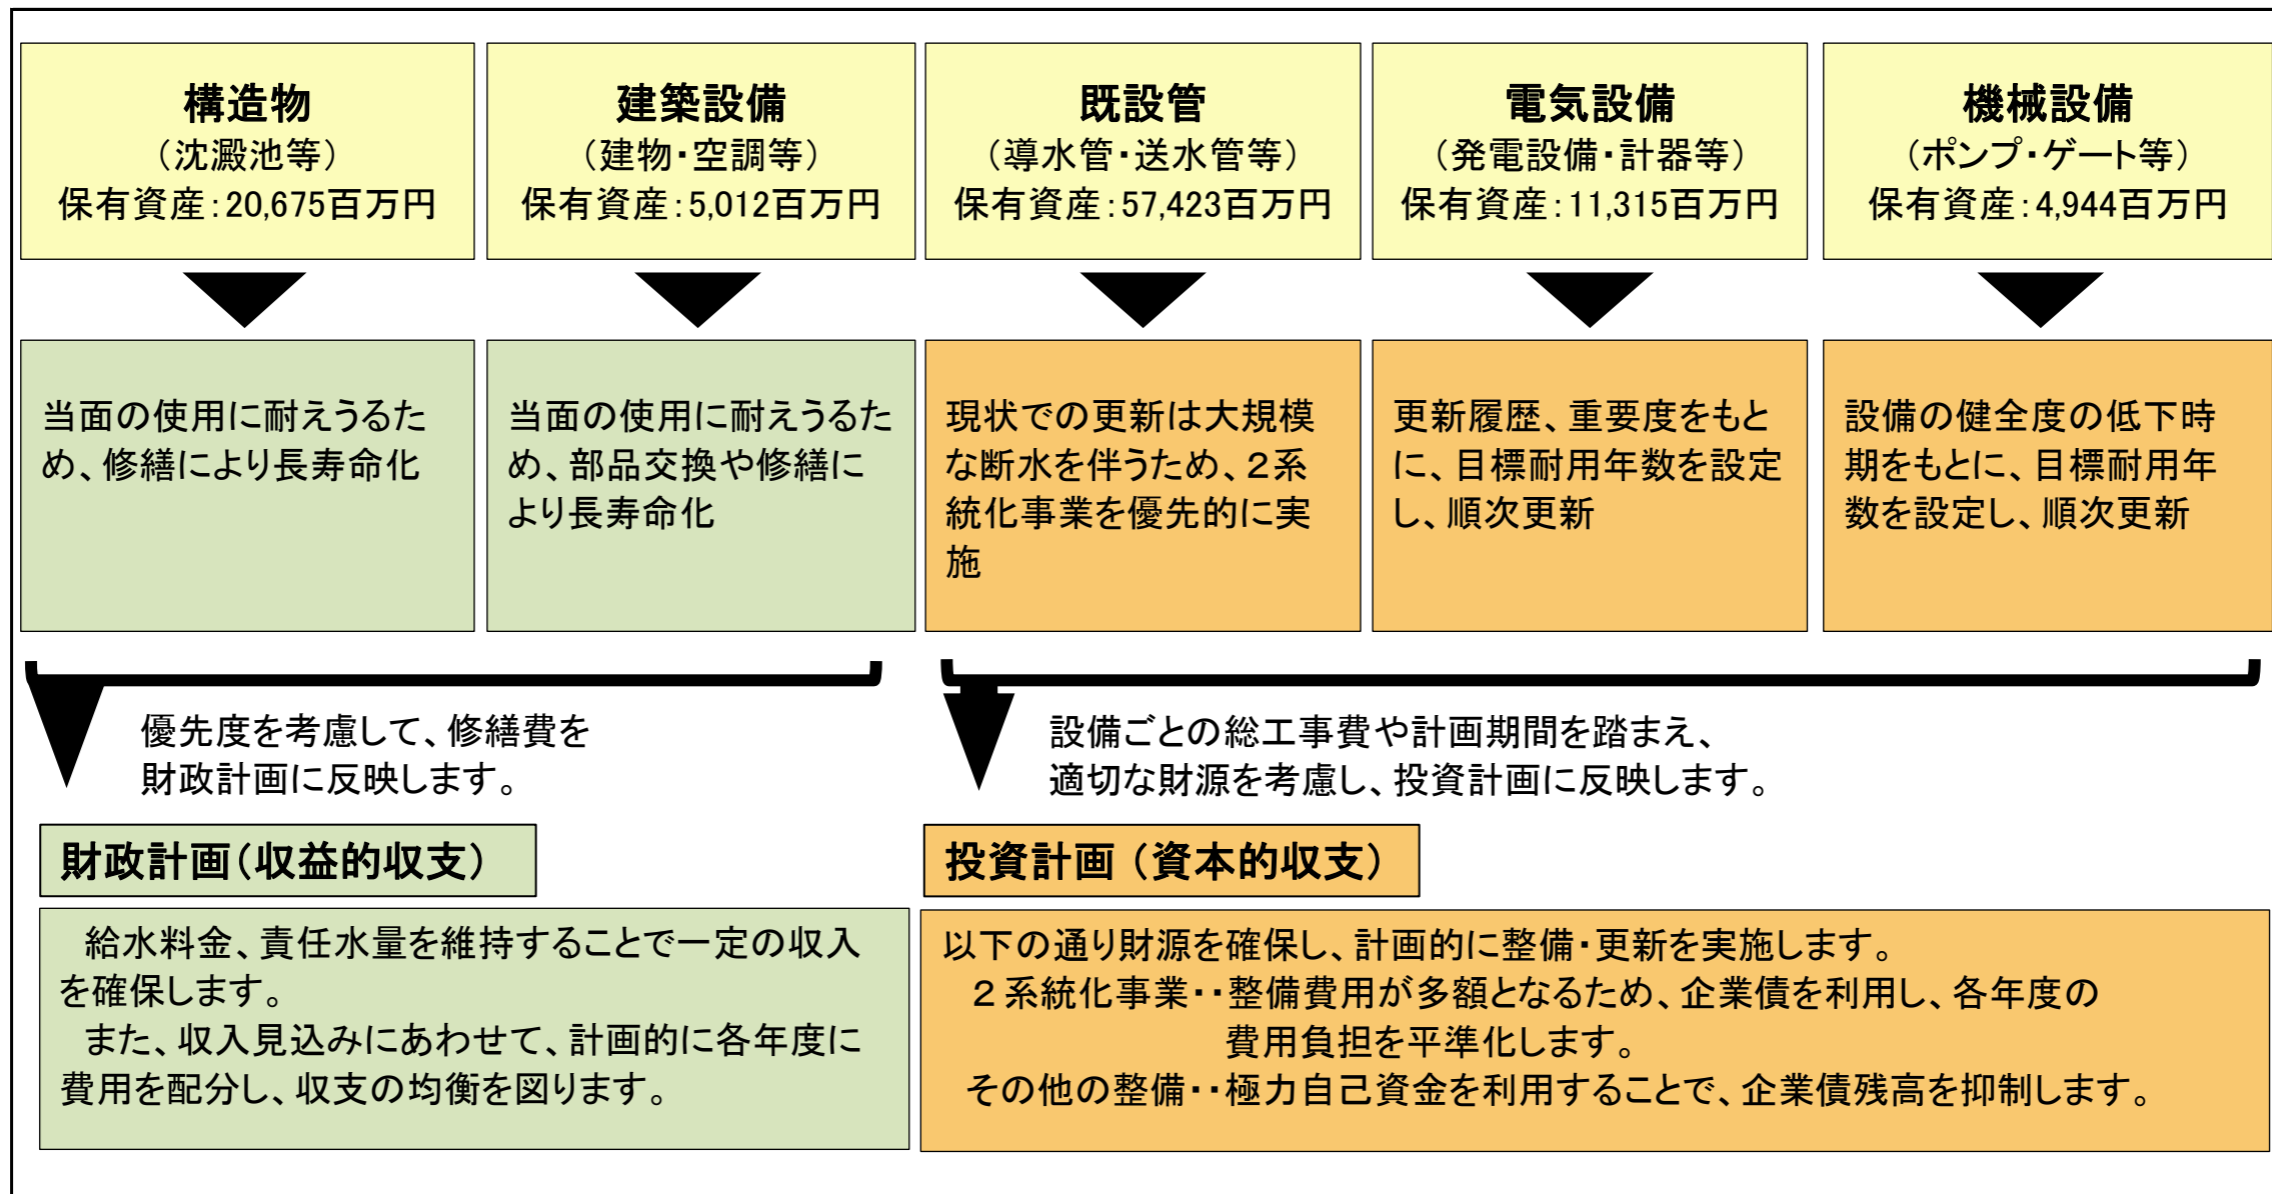 構造物
（沈澱池等）
保有資産：20,675百万円
建築設備
（建物・空調等）
保有資産：5,012百万円
既設管
（導水管・送水管等）
保有資産：57,423百万円
電気設備
（発電設備・計器等）
保有資産：11,315百万円
機械設備
（ポンプ・ゲート等）
保有資産：4,944百万円
当面の使用に耐えうるた
め、修繕により長寿命化
当面の使用に耐えうるた
め、部品交換や修繕に
より長寿命化
現状での更新は大規模
な断水を伴うため、２系
統化事業を優先的に実
施
更新履歴、重要度をもと
に、目標耐用年数を設定
し、順次更新
設備の健全度の低下時
期をもとに、目標耐用年
数を設定し、順次更新
優先度を考慮して、修繕費を
財政計画に反映します。
設備ごとの総工事費や計画期間を踏まえ、
適切な財源を考慮し、投資計画に反映します。
財政計画（収益的収支）
給水料金、責任水量を維持することで一定の収入
を確保します。
また、収入見込みにあわせて、計画的に各年度に
費用を配分し、収支の均衡を図ります。
投資計画（資本的収支）
以下の通り財源を確保し、計画的に整備・更新を実施します。
２系統化事業・・整備費用が多額となるため、企業債を利用し、各年度の
費用負担を平準化します。
その他の整備・・極力自己資金を利用することで、企業債残高を抑制します。